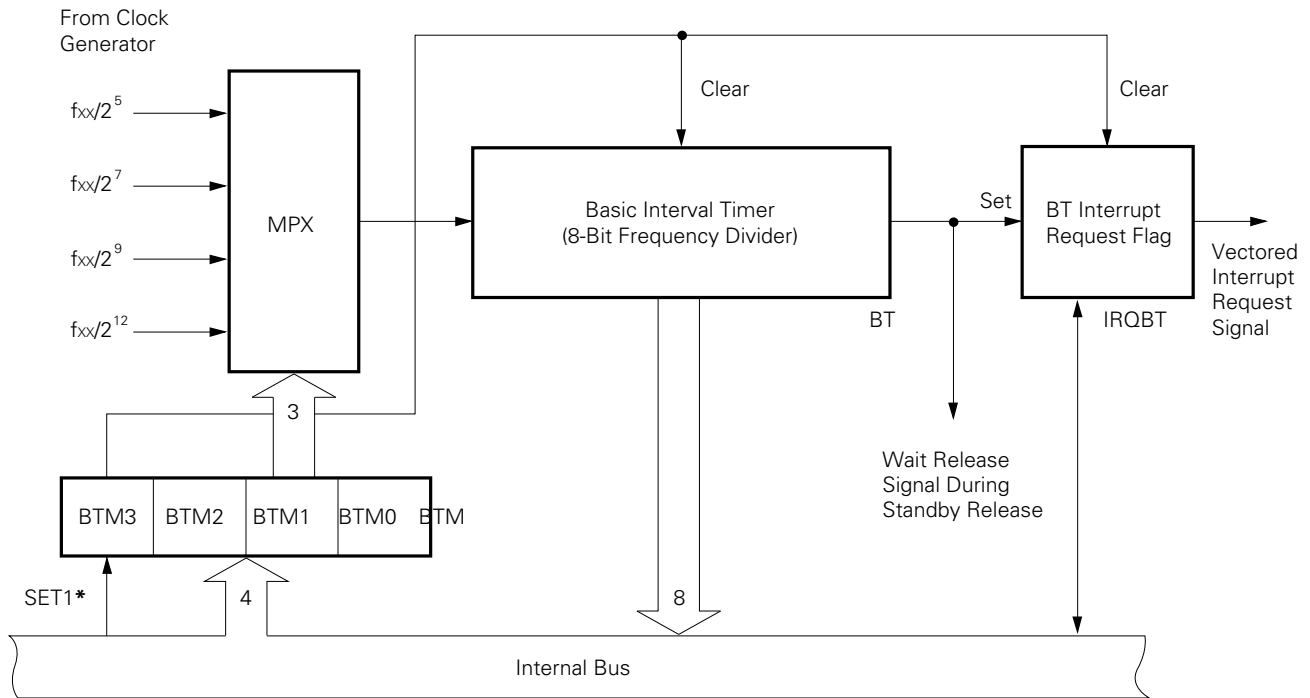 From Clock
Generator
fxx/2⁵
fxx/2⁷
fxx/2⁹
fxx/2¹²
MPX
Clear
Clear
Basic Interval Timer
(8-Bit Frequency Divider)
BT
Set
BT Interrupt
Request Flag
IRQBT
Vectored
Interrupt
Request
Signal
3
Wait Release
Signal During
Standby Release
BTM3 BTM2 BTM1 BTM0 BTM
SET1*
4
8
Internal Bus